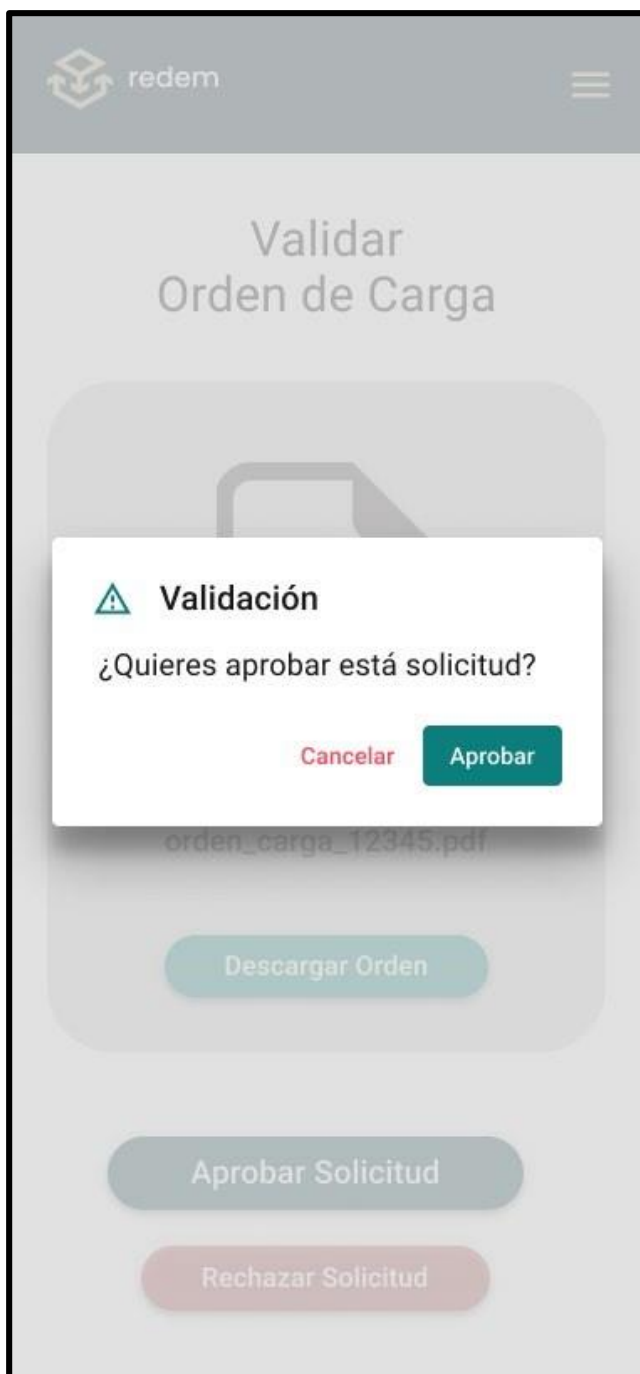 redem
Validar
Orden de Carga
Validación
¿Quieres aprobar está solicitud?
Cancelar Aprobar
orden_carga_12345.pdf
Descargar Orden
Aprobar Solicitud
Rechazar Solicitud